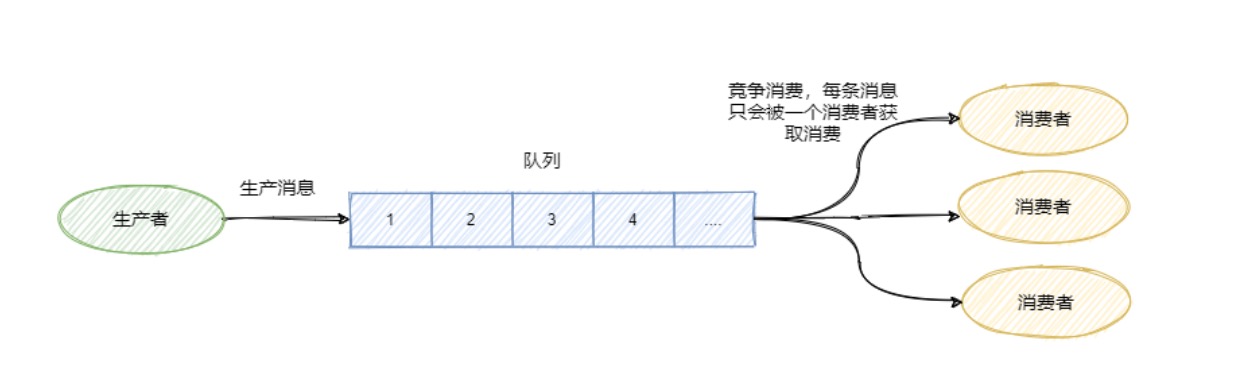 竟争消费，每条消息
只会被一个消费者获
取消费
消费者
队列
生产消息
消费者
生产者
1
2
3
4
....
消费者